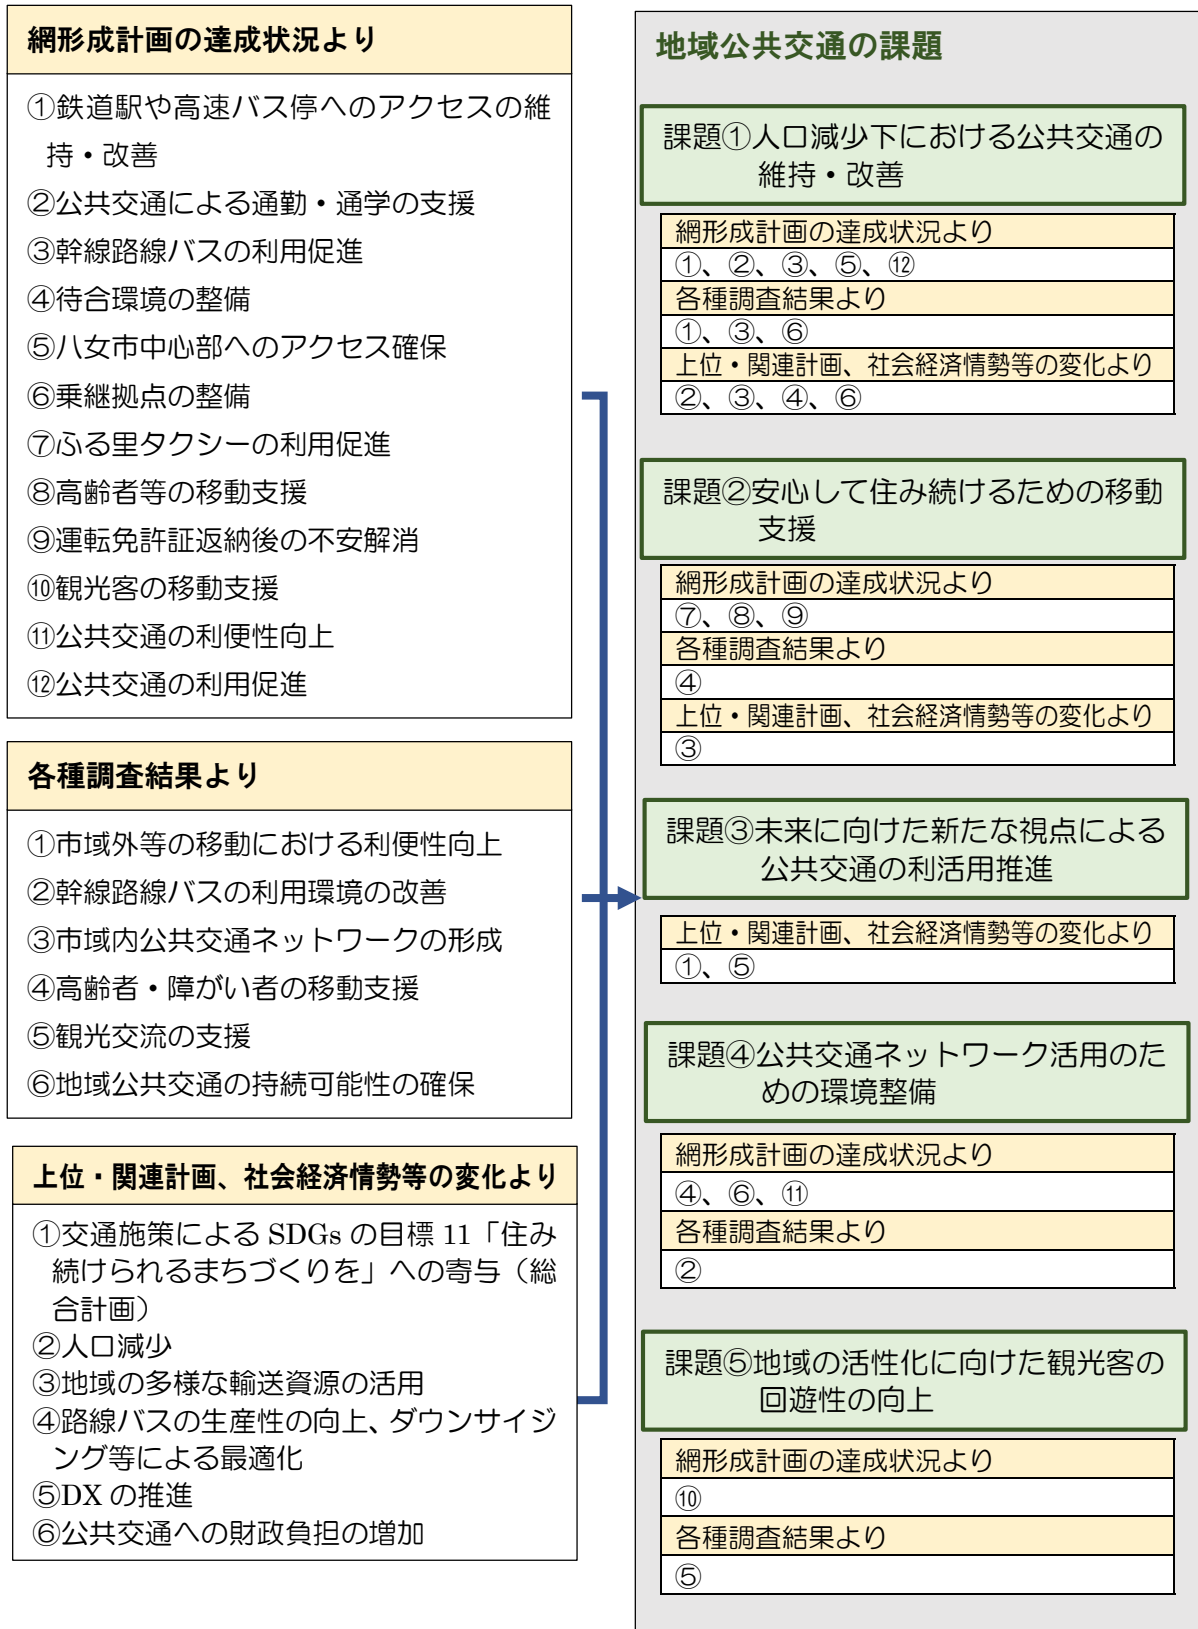 網形成計画の達成状況より
①鉄道駅や高速バス停へのアクセスの維
持・改善
②公共交通による通勤・通学の支援
③幹線路線バスの利用促進
④待合環境の整備
⑤八女市中心部へのアクセス確保
⑥乗継拠点の整備
⑦ふる里タクシーの利用促進
⑧高齢者等の移動支援
⑨運転免許証返納後の不安解消
⑩観光客の移動支援
⑪公共交通の利便性向上
⑫公共交通の利用促進
各種調査結果より
①市域外等の移動における利便性向上
②幹線路線バスの利用環境の改善
③市域内公共交通ネットワークの形成
④高齢者・障がい者の移動支援
⑤観光交流の支援
⑥地域公共交通の持続可能性の確保
上位・関連計画、社会経済情勢等の変化より
①交通施策による SDGs の目標 11「住み
続けられるまちづくりを」への寄与（総
合計画）
②人口減少
③地域の多様な輸送資源の活用
④路線バスの生産性の向上、ダウンサイジ
ング等による最適化
⑤DX の推進
⑥公共交通への財政負担の増加
地域公共交通の課題
課題①人口減少下における公共交通の
維持・改善
網形成計画の達成状況より
①、②、③、⑤、⑫
各種調査結果より
①、③、⑥
上位・関連計画、社会経済情勢等の変化より
②、③、④、⑥
課題②安心して住み続けるための移動
支援
網形成計画の達成状況より
⑦、⑧、⑨
各種調査結果より
④
上位・関連計画、社会経済情勢等の変化より
③
課題③未来に向けた新たな視点による
公共交通の利活用推進
上位・関連計画、社会経済情勢等の変化より
①、⑤
課題④公共交通ネットワーク活用のた
めの環境整備
網形成計画の達成状況より
④、⑥、⑪
各種調査結果より
②
課題⑤地域の活性化に向けた観光客の
回遊性の向上
網形成計画の達成状況より
⑩
各種調査結果より
⑤